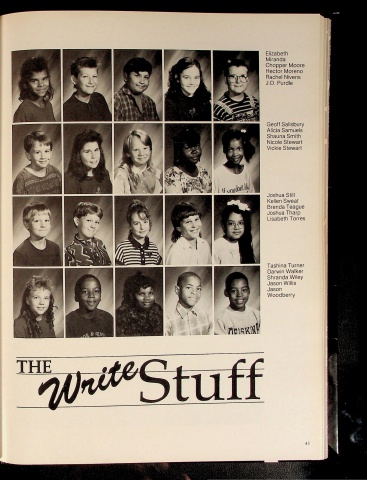 Elizabeth
Miranda
Chopper Moore
Hector Moreno
Rachel Nivens
J.D. Purdle
Geoff Salisbury
Alicia Samuels
Shauna Smith
Nicole Stewart
Vickie Stewart
Joshua Still
Kellen Sweat
Brenda Teague
Joshua Tharp
Lisabeth Torres
Tashina Turner
Darwin Walker
Shranda Wiley
Jason Willis
Jason
Woodberry
THE Write Stuff